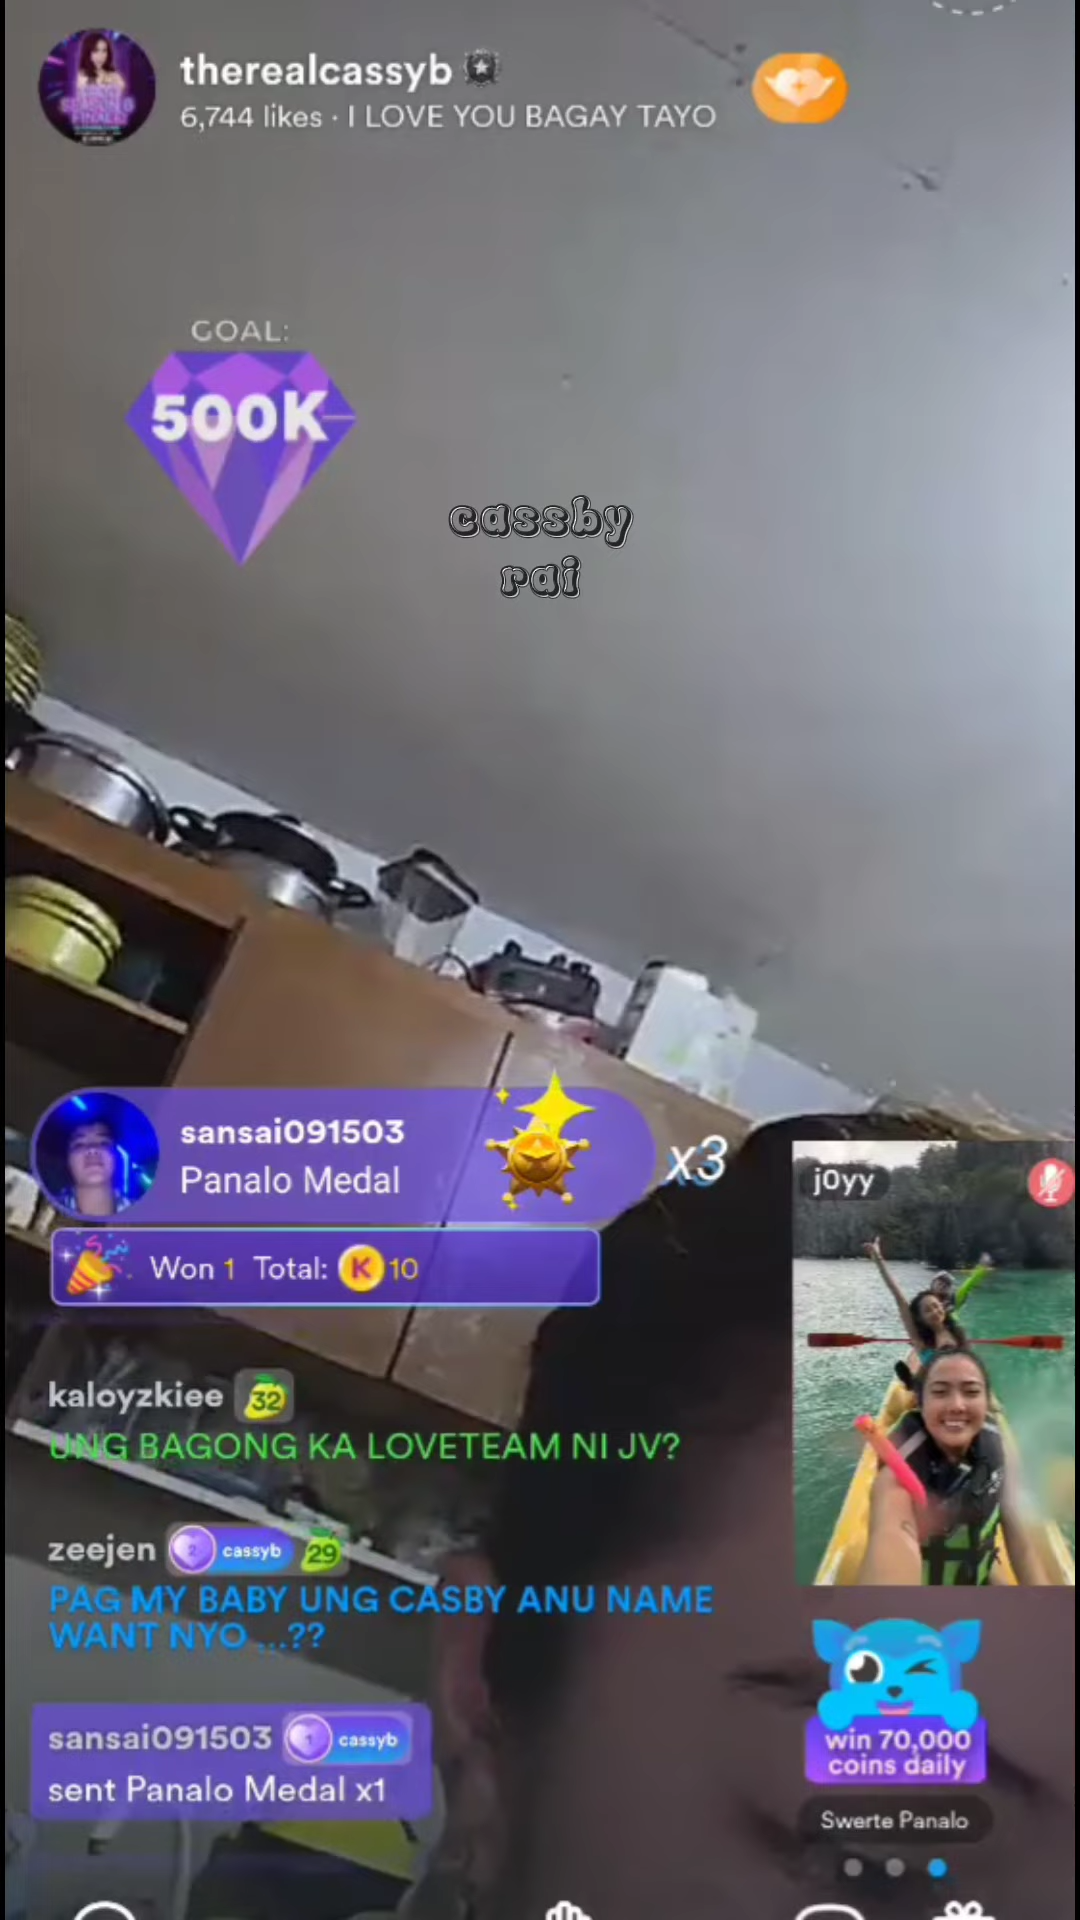 therealcassyb
6,744 likes · I LOVE YOU BAGAY TAYO
GOAL:
500K
cassby
rai
sansai091503
Panalo Medal
x3
Won 1 Total: K 10
j0yy
kaloyzkiee 32
UNG BAGONG KA LOVETEAM NI JV?
zeejen 2 cassyb 29
PAG MY BABY UNG CASBY ANU NAME
WANT NYO ...??
sansai091503 1 cassyb
sent Panalo Medal x1
win 70,000
coins daily
Swerte Panalo